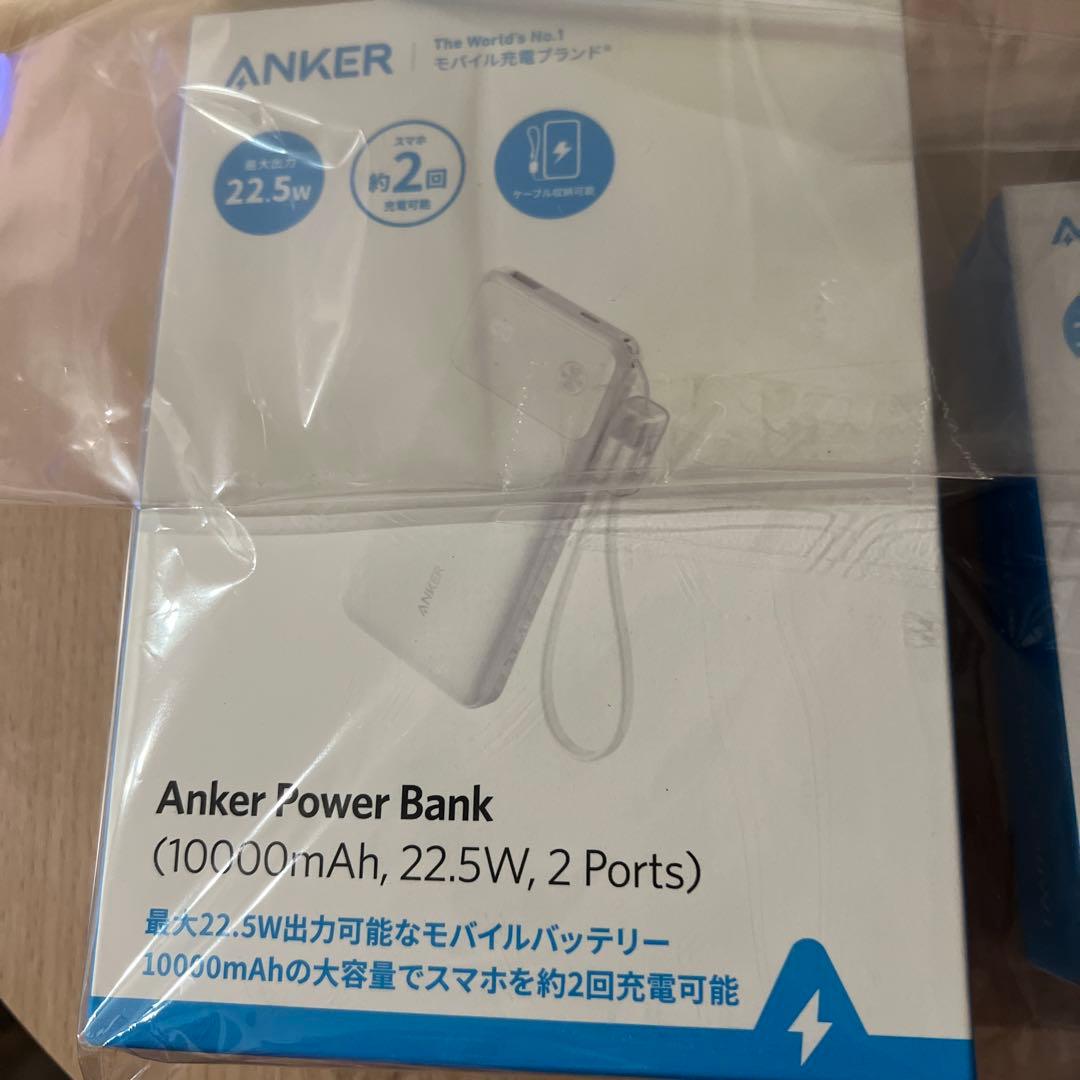 ANKER
The World's No.1
モバイル充電ブランド※
最大出力
22.5W
スマホ
約2回
充電可能
ケーブル収納可能
ANKER
Anker Power Bank
(10000mAh, 22.5W, 2 Ports)
最大22.5W出力可能なモバイルバッテリー
10000mAhの大容量でスマホを約2回充電可能